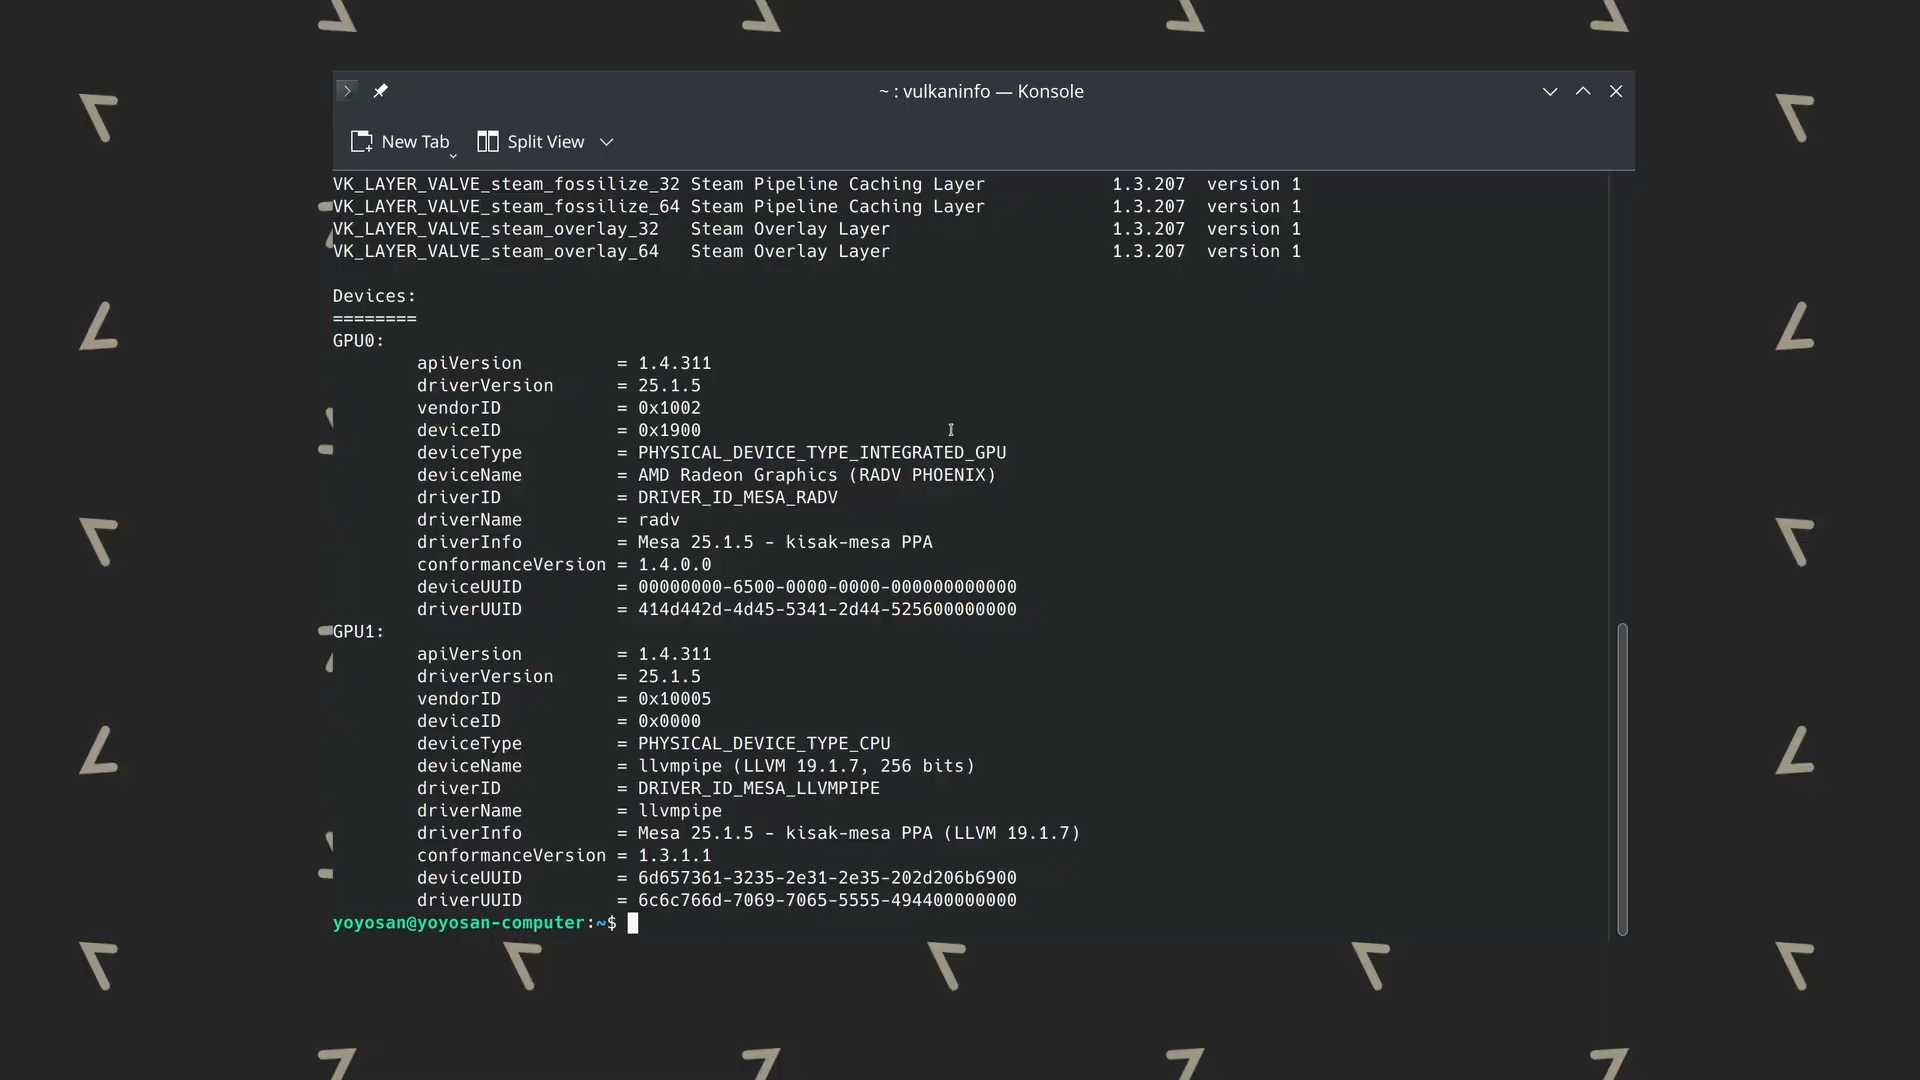 ~ : vulkaninfo — Konsole
New Tab
Split View
VK_LAYER_VALVE_steam_fossilize_32 Steam Pipeline Caching Layer 1.3.207 version 1
VK_LAYER_VALVE_steam_fossilize_64 Steam Pipeline Caching Layer 1.3.207 version 1
VK_LAYER_VALVE_steam_overlay_32 Steam Overlay Layer 1.3.207 version 1
VK_LAYER_VALVE_steam_overlay_64 Steam Overlay Layer 1.3.207 version 1
Devices:
========
GPU0:
apiVersion = 1.4.311
driverVersion = 25.1.5
vendorID = 0x1002
deviceID = 0x1900
deviceType = PHYSICAL_DEVICE_TYPE_INTEGRATED_GPU
deviceName = AMD Radeon Graphics (RADV PHOENIX)
driverID = DRIVER_ID_MESA_RADV
driverName = radv
driverInfo = Mesa 25.1.5 - kisak-mesa PPA
conformanceVersion = 1.4.0.0
deviceUUID = 00000000-6500-0000-0000-000000000000
driverUUID = 414d442d-4d45-5341-2d44-525600000000
GPU1:
apiVersion = 1.4.311
driverVersion = 25.1.5
vendorID = 0x10005
deviceID = 0x0000
deviceType = PHYSICAL_DEVICE_TYPE_CPU
deviceName = llvmpipe (LLVM 19.1.7, 256 bits)
driverID = DRIVER_ID_MESA_LLVMPIPE
driverName = llvmpipe
driverInfo = Mesa 25.1.5 - kisak-mesa PPA (LLVM 19.1.7)
conformanceVersion = 1.3.1.1
deviceUUID = 6d657361-3235-2e31-2e35-202d206b6900
driverUUID = 6c6c766d-7069-7065-5555-494400000000
yoyosan@yoyosan-computer:~$